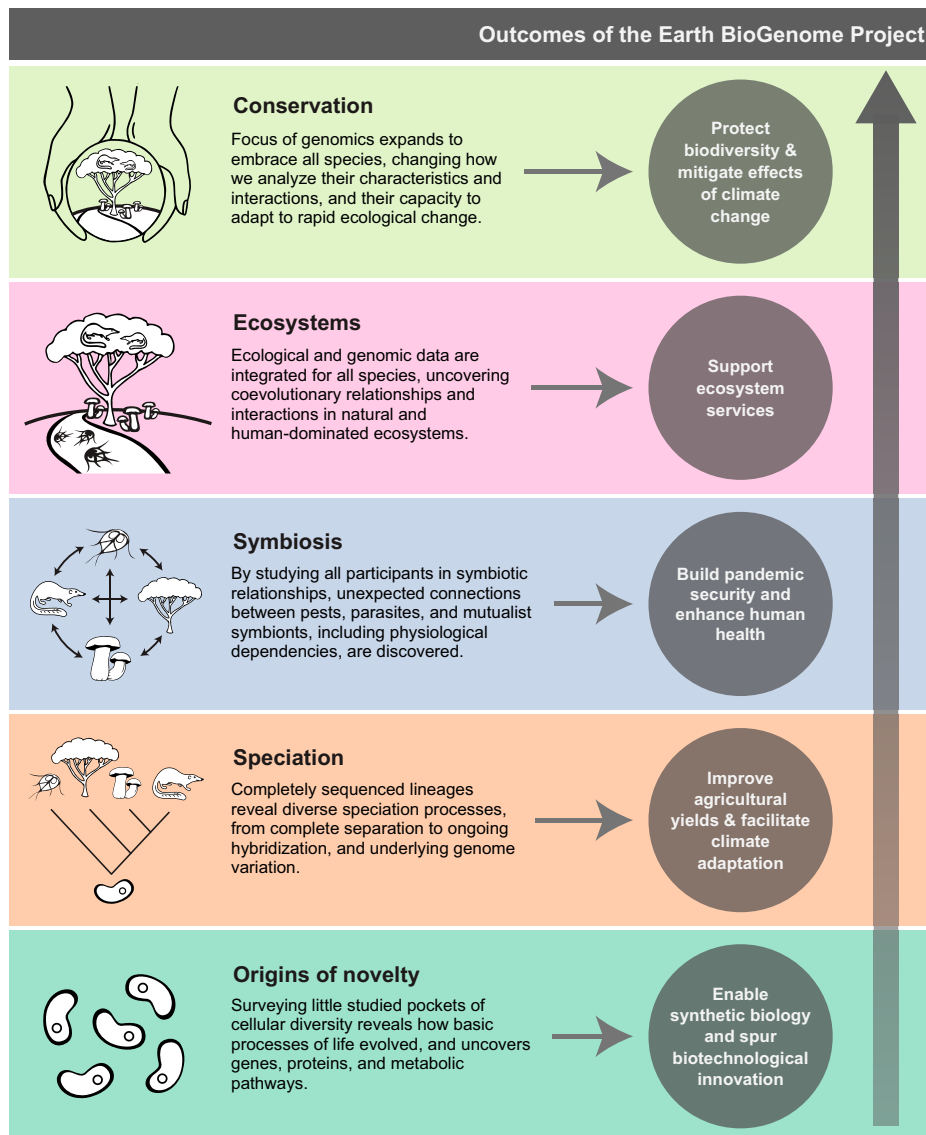 Outcomes of the Earth BioGenome Project
Conservation
Focus of genomics expands to
embrace all species, changing how
we analyze their characteristics and
interactions, and their capacity to
adapt to rapid ecological change.
Protect
biodiversity &
mitigate effects
of climate
change
Ecosystems
Ecological and genomic data are
integrated for all species, uncovering
coevolutionary relationships and
interactions in natural and
human-dominated ecosystems.
Support
ecosystem
services
Symbiosis
By studying all participants in symbiotic
relationships, unexpected connections
between pests, parasites, and mutualist
symbionts, including physiological
dependencies, are discovered.
Build pandemic
security and
enhance human
health
Speciation
Completely sequenced lineages
reveal diverse speciation processes,
from complete separation to ongoing
hybridization, and underlying genome
variation.
Improve
agricultural
yields & facilitate
climate
adaptation
Origins of novelty
Surveying little studied pockets of
cellular diversity reveals how basic
processes of life evolved, and uncovers
genes, proteins, and metabolic
pathways.
Enable
synthetic biology
and spur
biotechnological
innovation